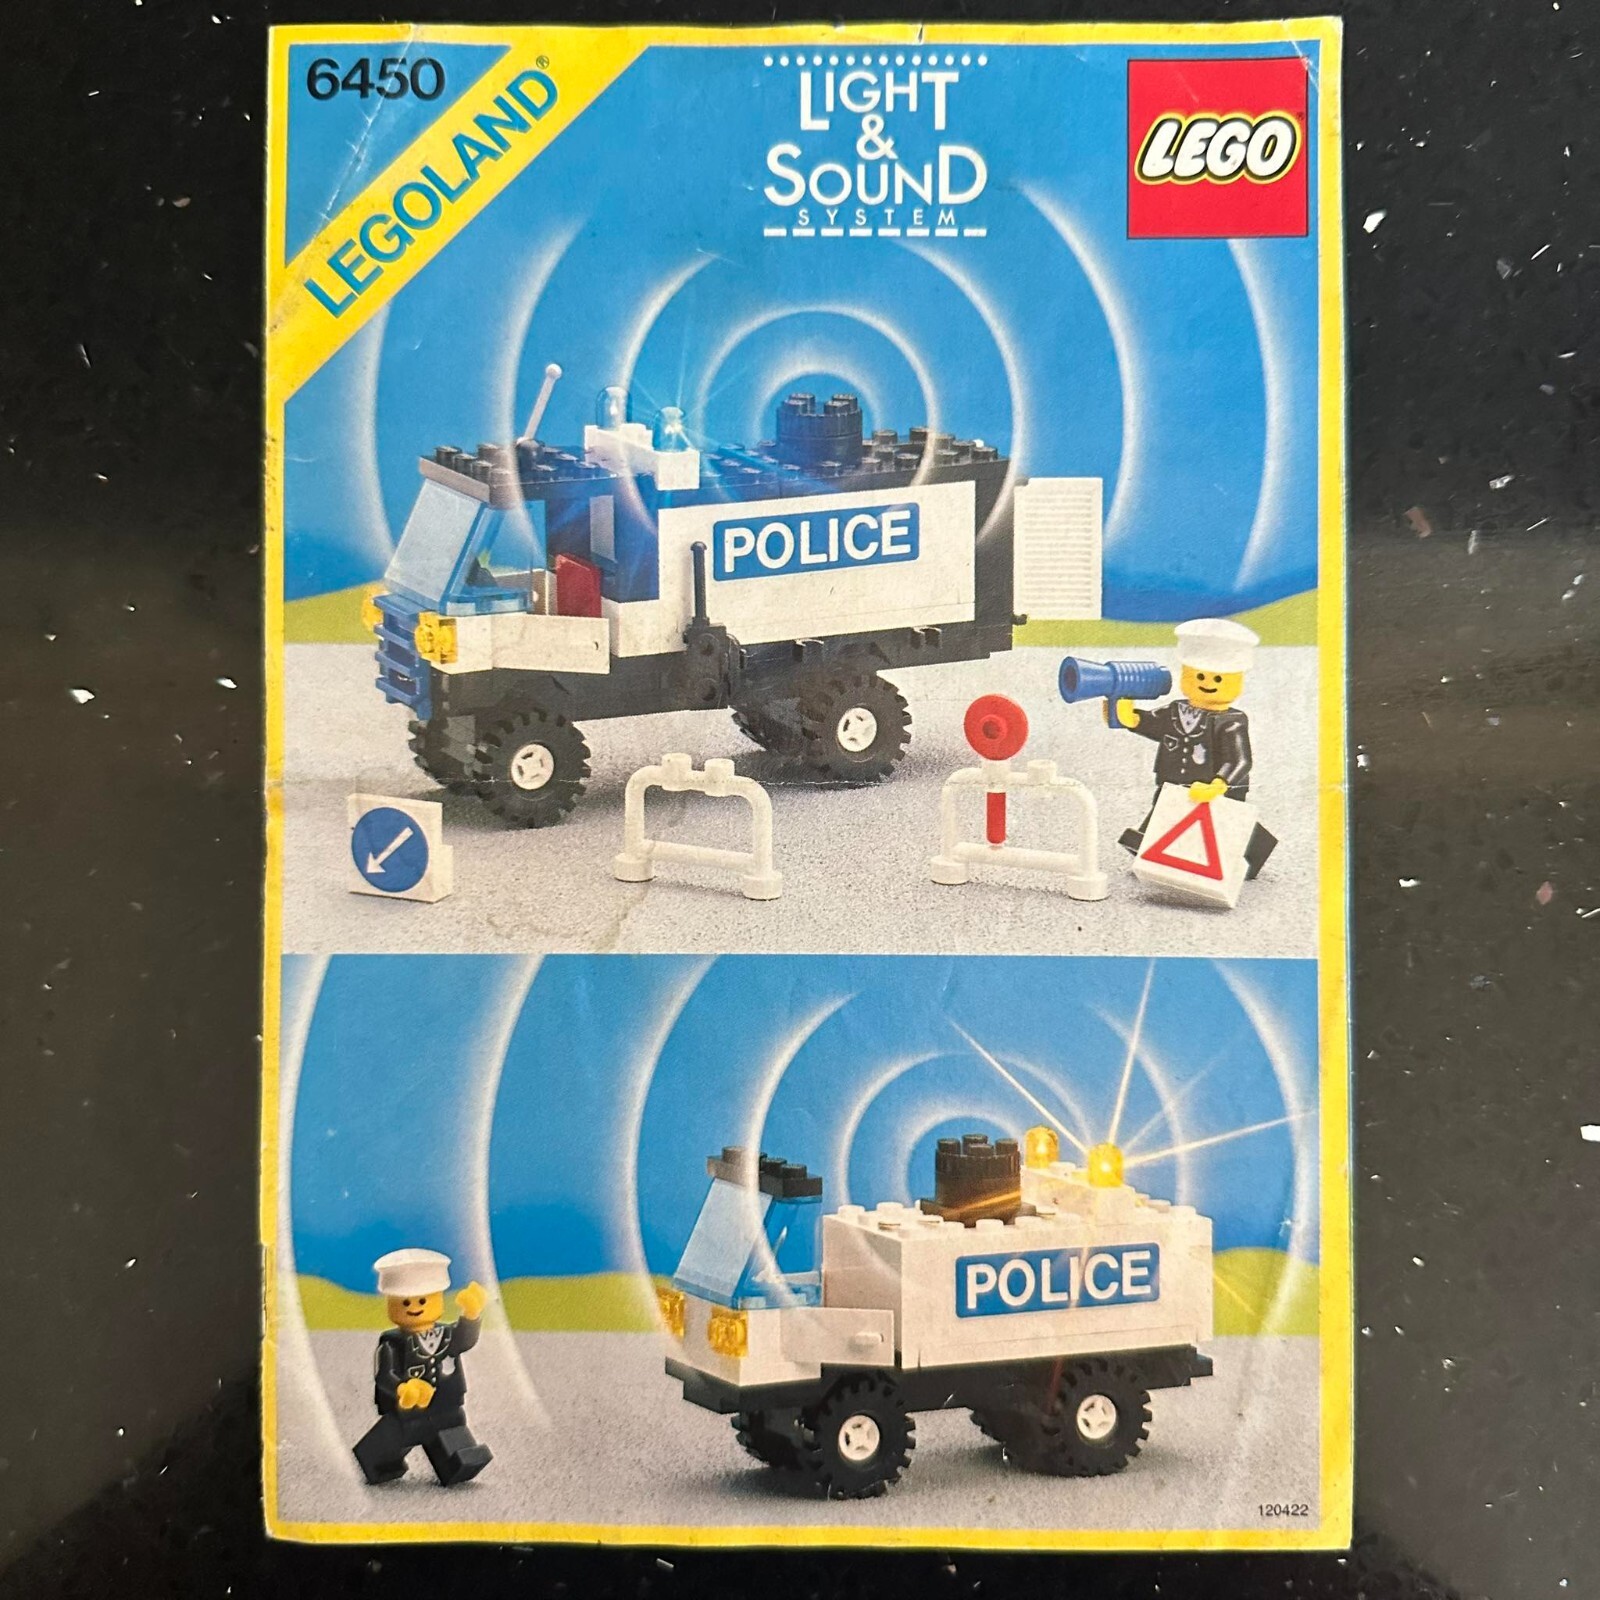 6450
LEGOLAND®
LIGHT
&
SOUND
SYSTEM
LEGO®
POLICE
POLICE
120422